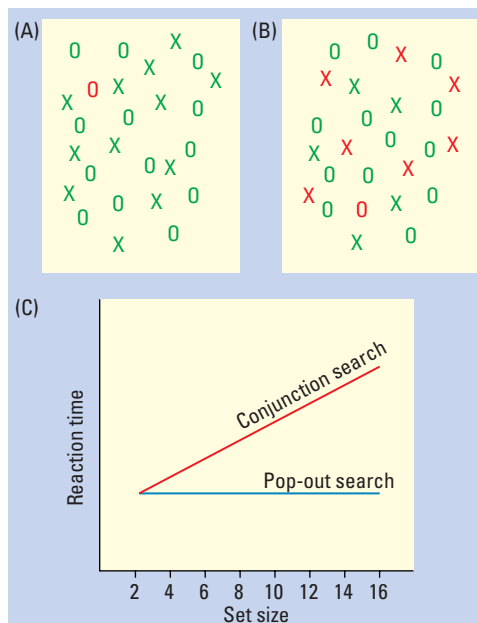 (A)
X
O O
X O
O X X
X X O
O O
X X O
O O X
X O
O O X
O
X
(B)
O
O X O
X X X
X O
O O
O
X X O X
O O X
X O
O O X
X O
(C)
Conjunction search
Pop-out search
Reaction time
2 4 6 8 10 12 14 16
Set size